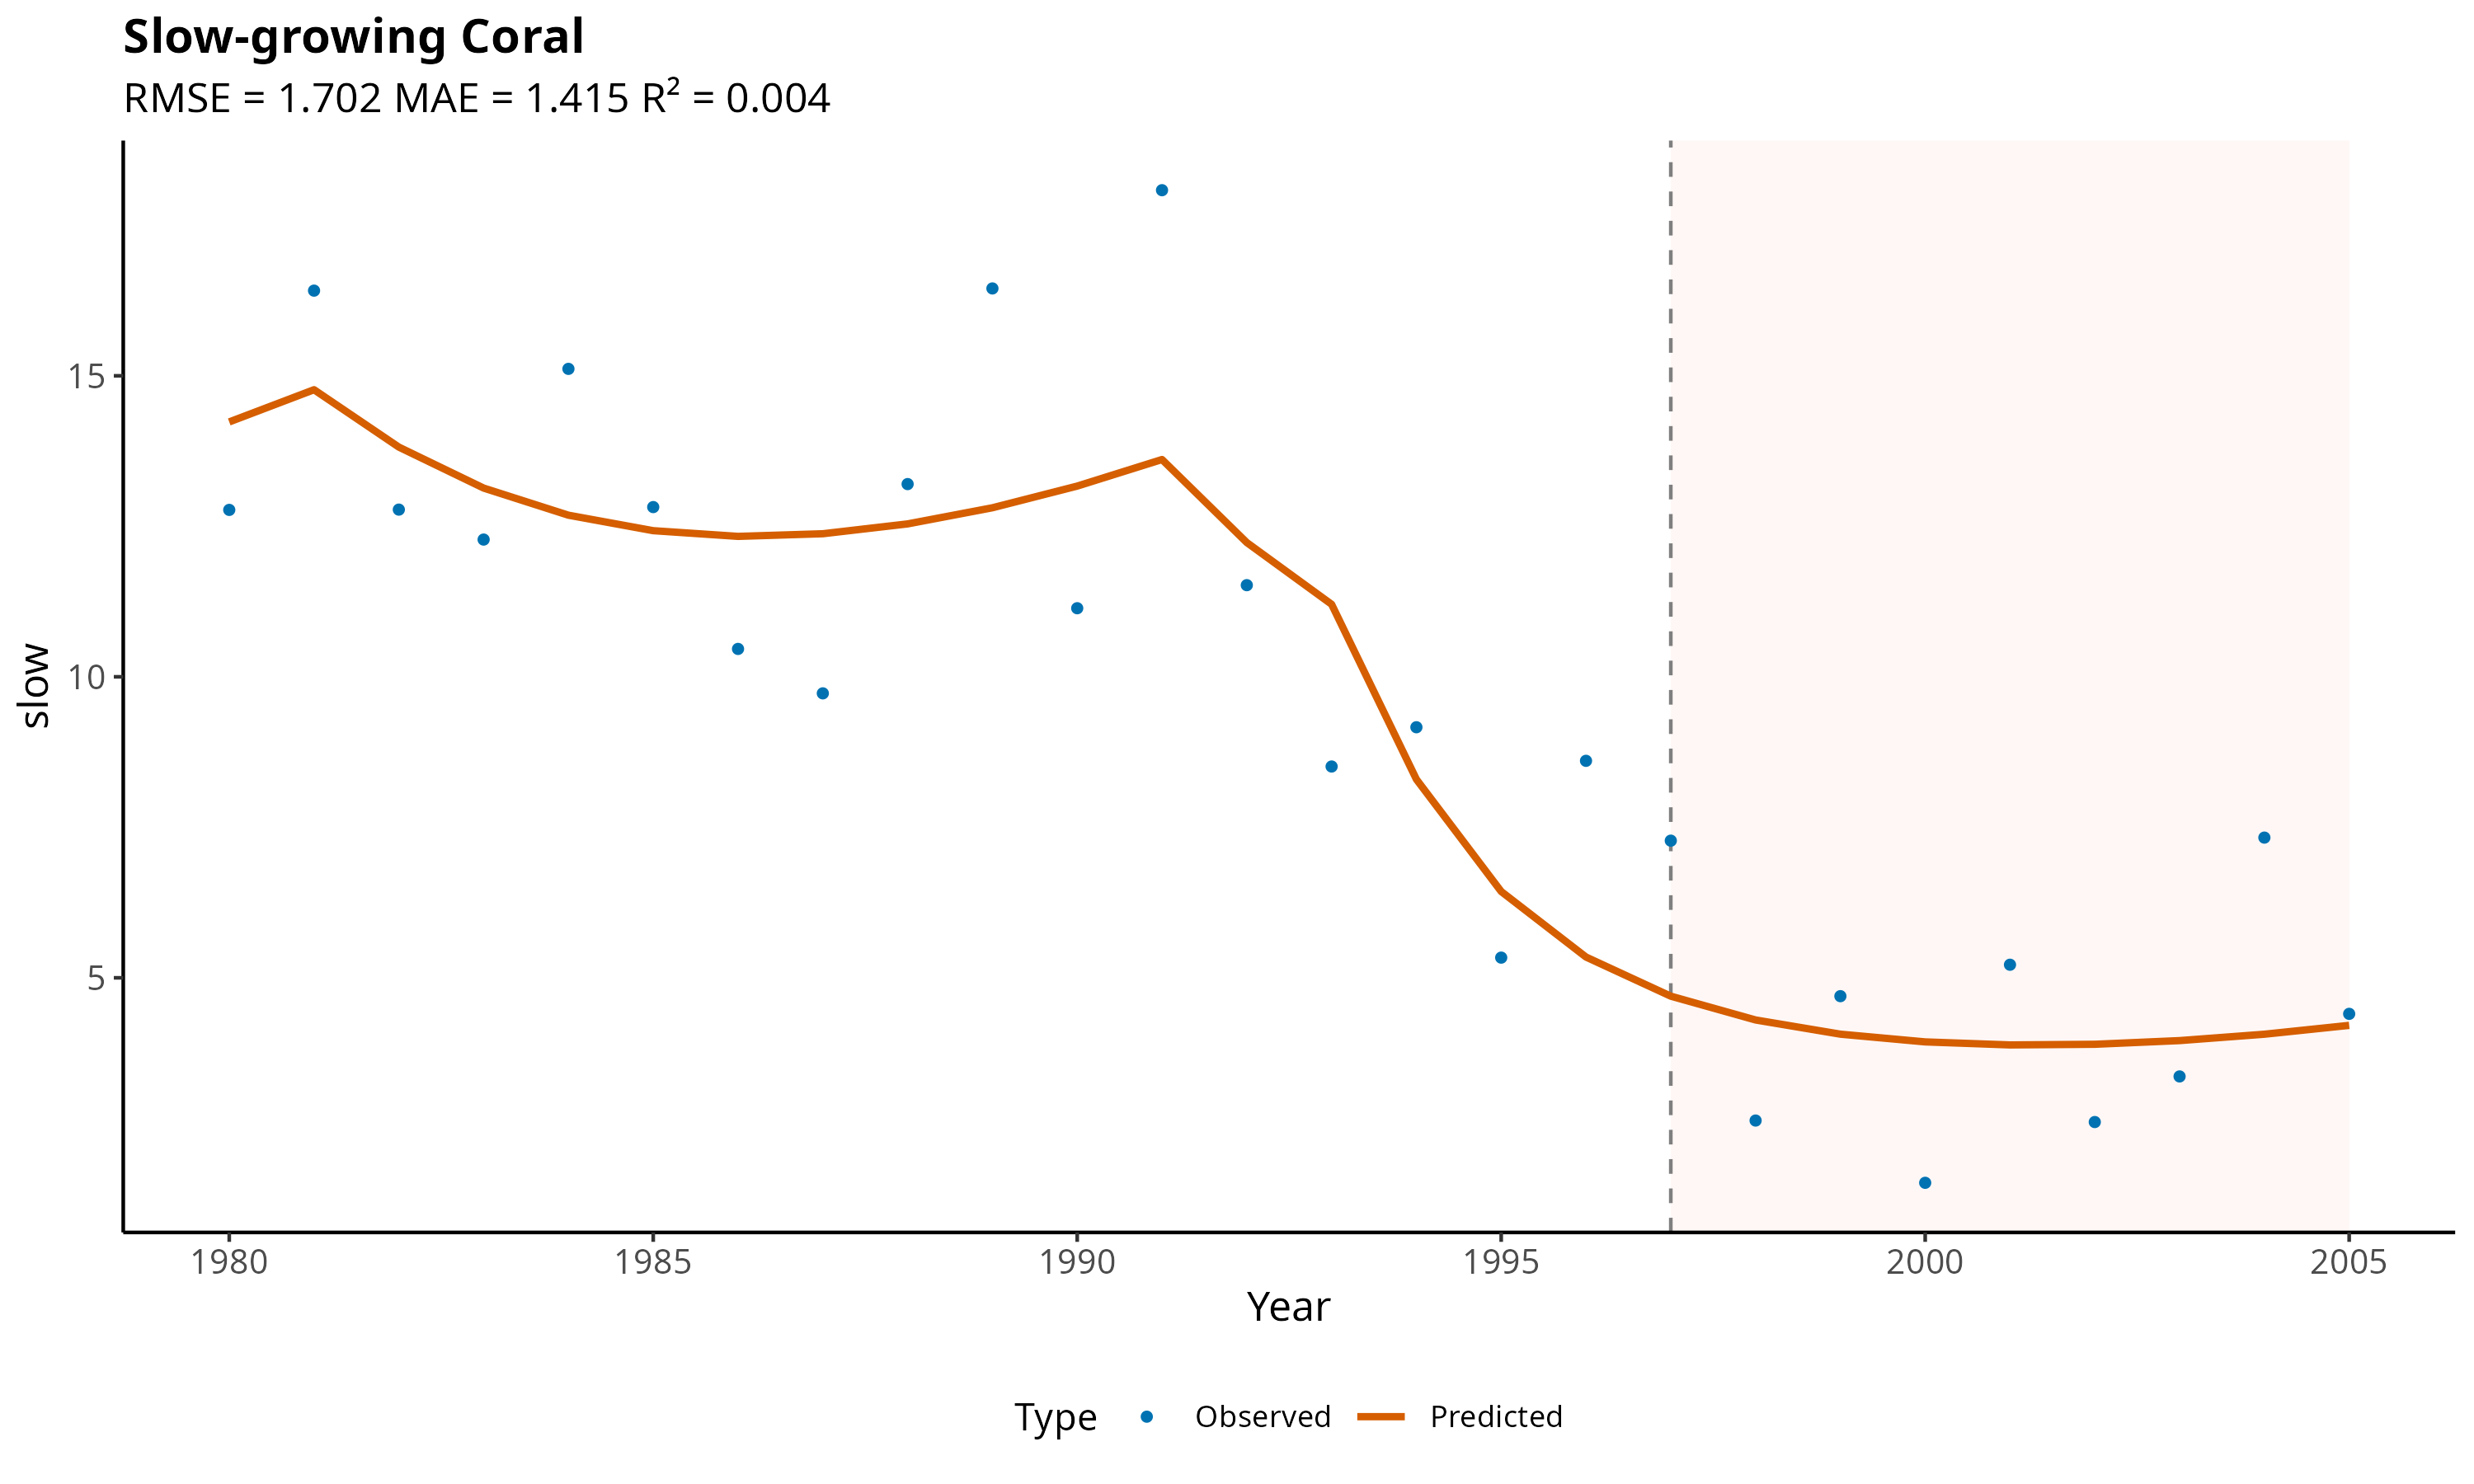 Slow-growing Coral
RMSE = 1.702 MAE = 1.415 R² = 0.004
slow
15
10
5
1980 1985 1990 1995 2000 2005
Year
Type Observed Predicted